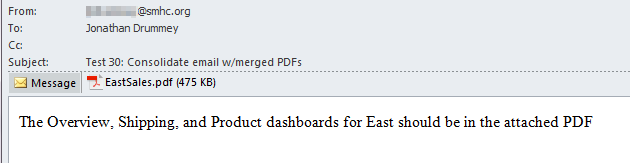 From: @smhc.org
To: Jonathan Drummey
Cc:
Subject: Test 30: Consolidate email w/merged PDFs
Message EastSales.pdf (475 KB)
The Overview, Shipping, and Product dashboards for East should be in the attached PDF